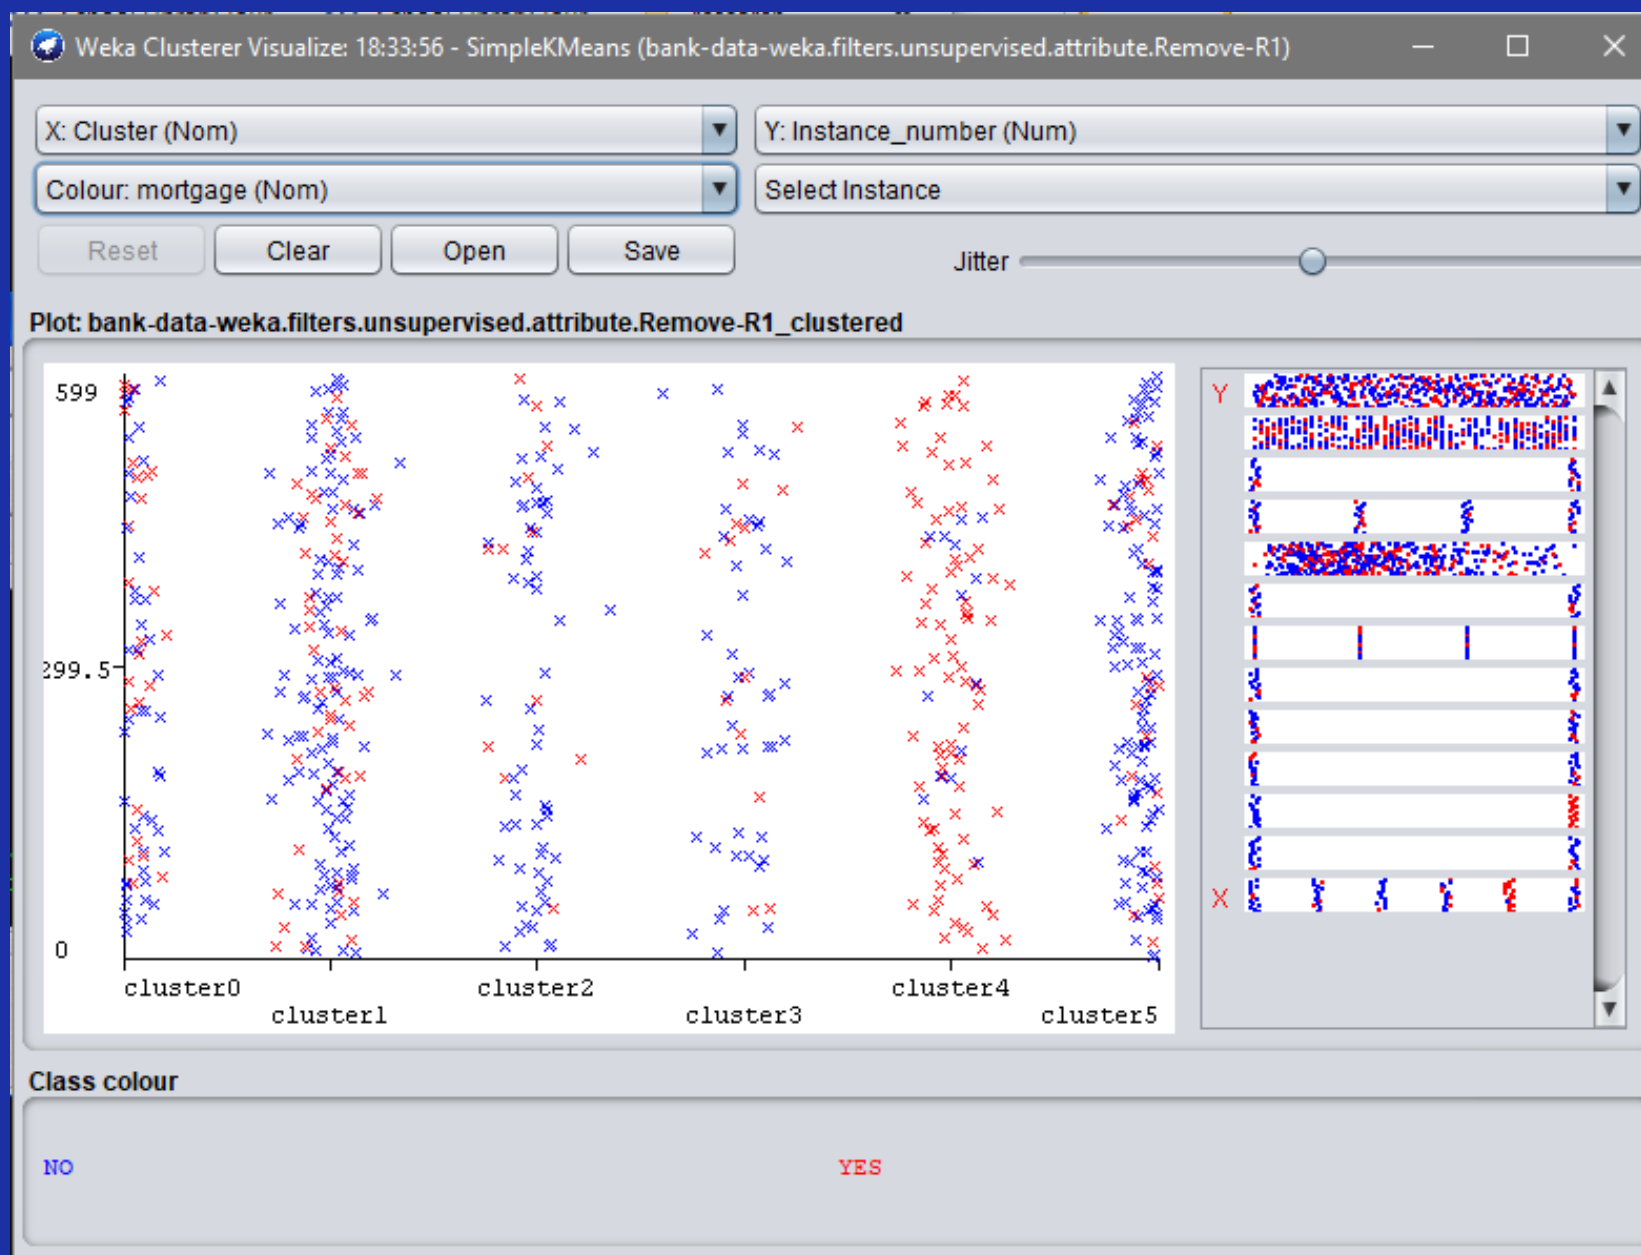 Weka Clusterer Visualize: 18:33:56 - SimpleKMeans (bank-data-weka.filters.unsupervised.attribute.Remove-R1)
X: Cluster (Nom)
Y: Instance_number (Num)
Colour: mortgage (Nom)
Select Instance
Reset
Clear
Open
Save
Jitter
Plot: bank-data-weka.filters.unsupervised.attribute.Remove-R1_clustered
599
299.5
0
cluster0
cluster1
cluster2
cluster3
cluster4
cluster5
Y
X
Class colour
NO
YES